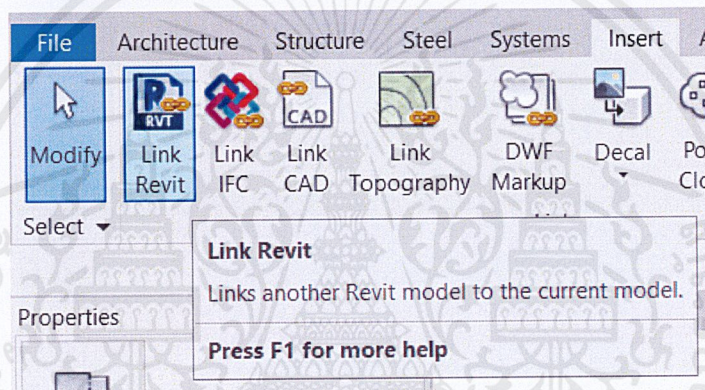 File Architecture Structure Steel Systems Insert
RVT CAD
Modify Link Revit Link IFC Link CAD Link Topography DWF Markup Decal
Select
Link Revit
Links another Revit model to the current model.
Properties
Press F1 for more help